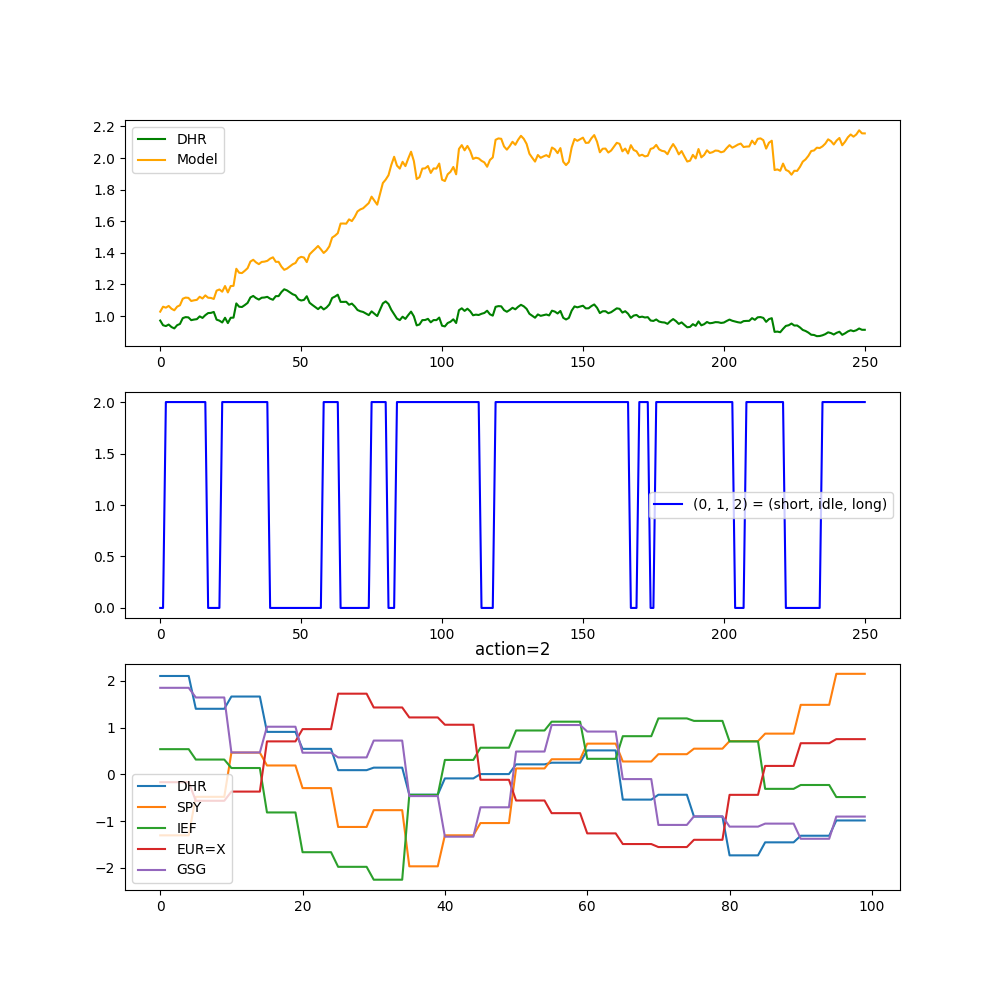 2.2
2.0
1.8
1.6
1.4
1.2
1.0
DHR
Model
0 50 100 150 200 250
2.0
1.5
1.0
0.5
0.0
(0, 1, 2) = (short, idle, long)
0 50 100 150 200 250
action=2
2
1
0
−1
−2
DHR
SPY
IEF
EUR=X
GSG
0 20 40 60 80 100